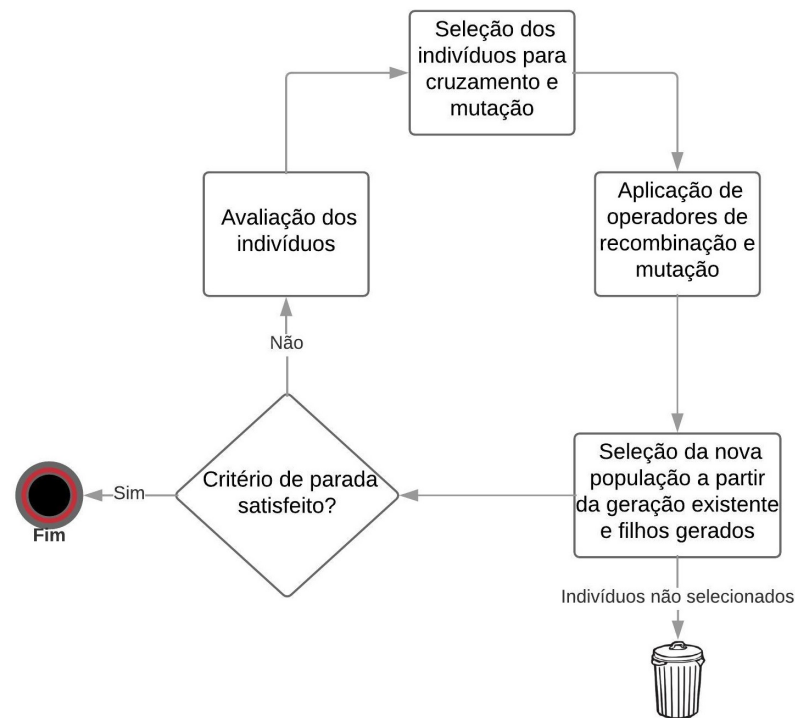 Seleção dos
indivíduos para
cruzamento e
mutação
Avaliação dos
indivíduos
Aplicação de
operadores de
recombinação e
mutação
Não
Critério de parada
satisfeito?
Sim
Fim
Seleção da nova
população a partir
da geração existente
e filhos gerados
Indivíduos não selecionados